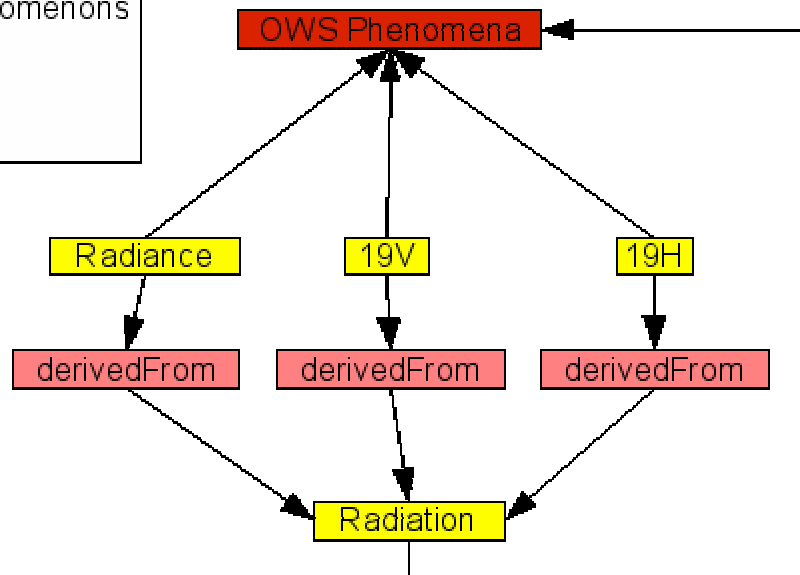 omenons
OWS Phenomena
Radiance
19V
19H
derivedFrom
derivedFrom
derivedFrom
Radiation